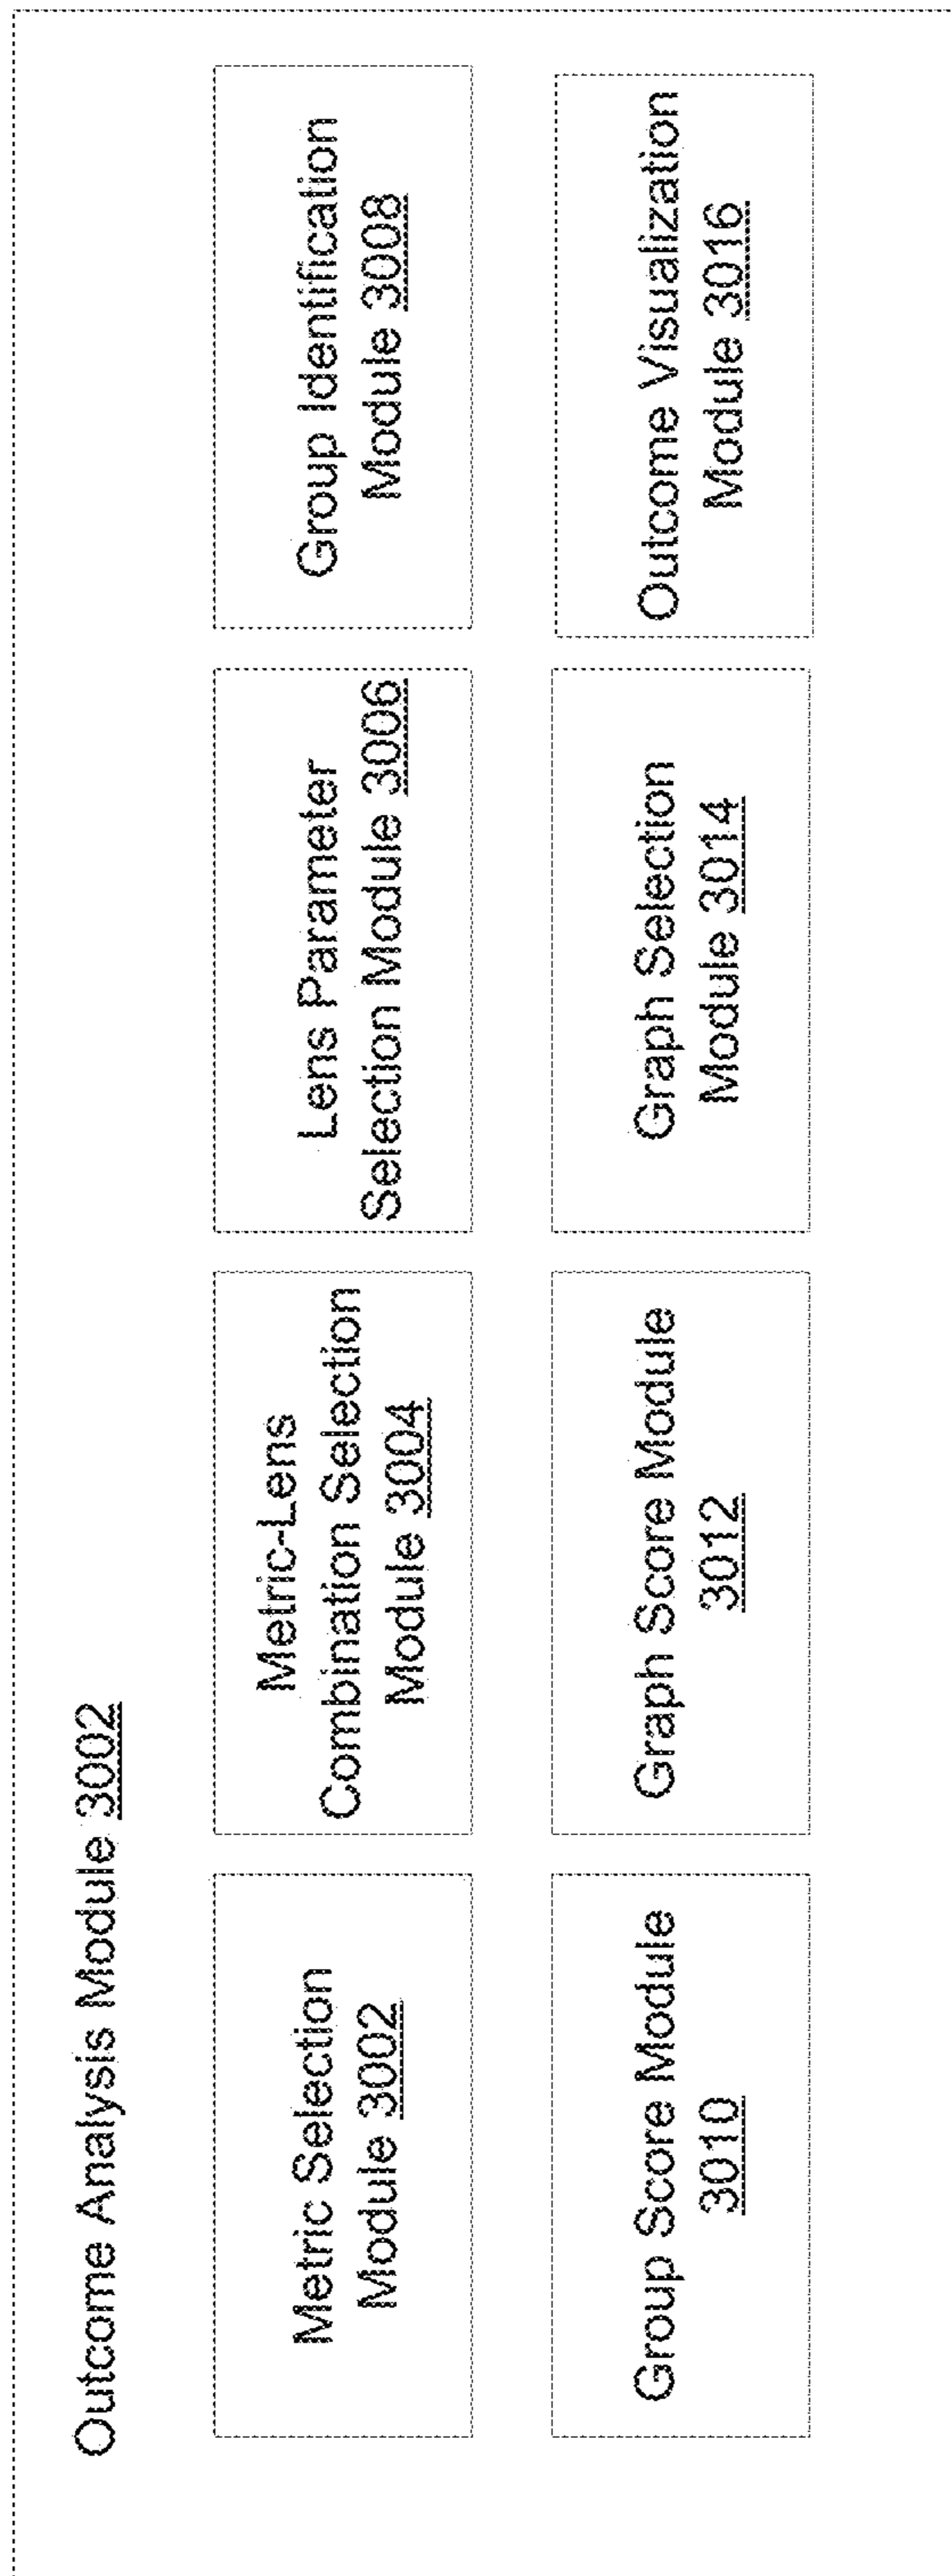 Outcome Analysis Module 3002
Metric Selection
Module 3002
Metric-Lens
Combination Selection
Module 3004
Lens Parameter
Selection Module 3006
Group Identification
Module 3008
Group Score Module
3010
Graph Score Module
3012
Graph Selection
Module 3014
Outcome Visualization
Module 3016